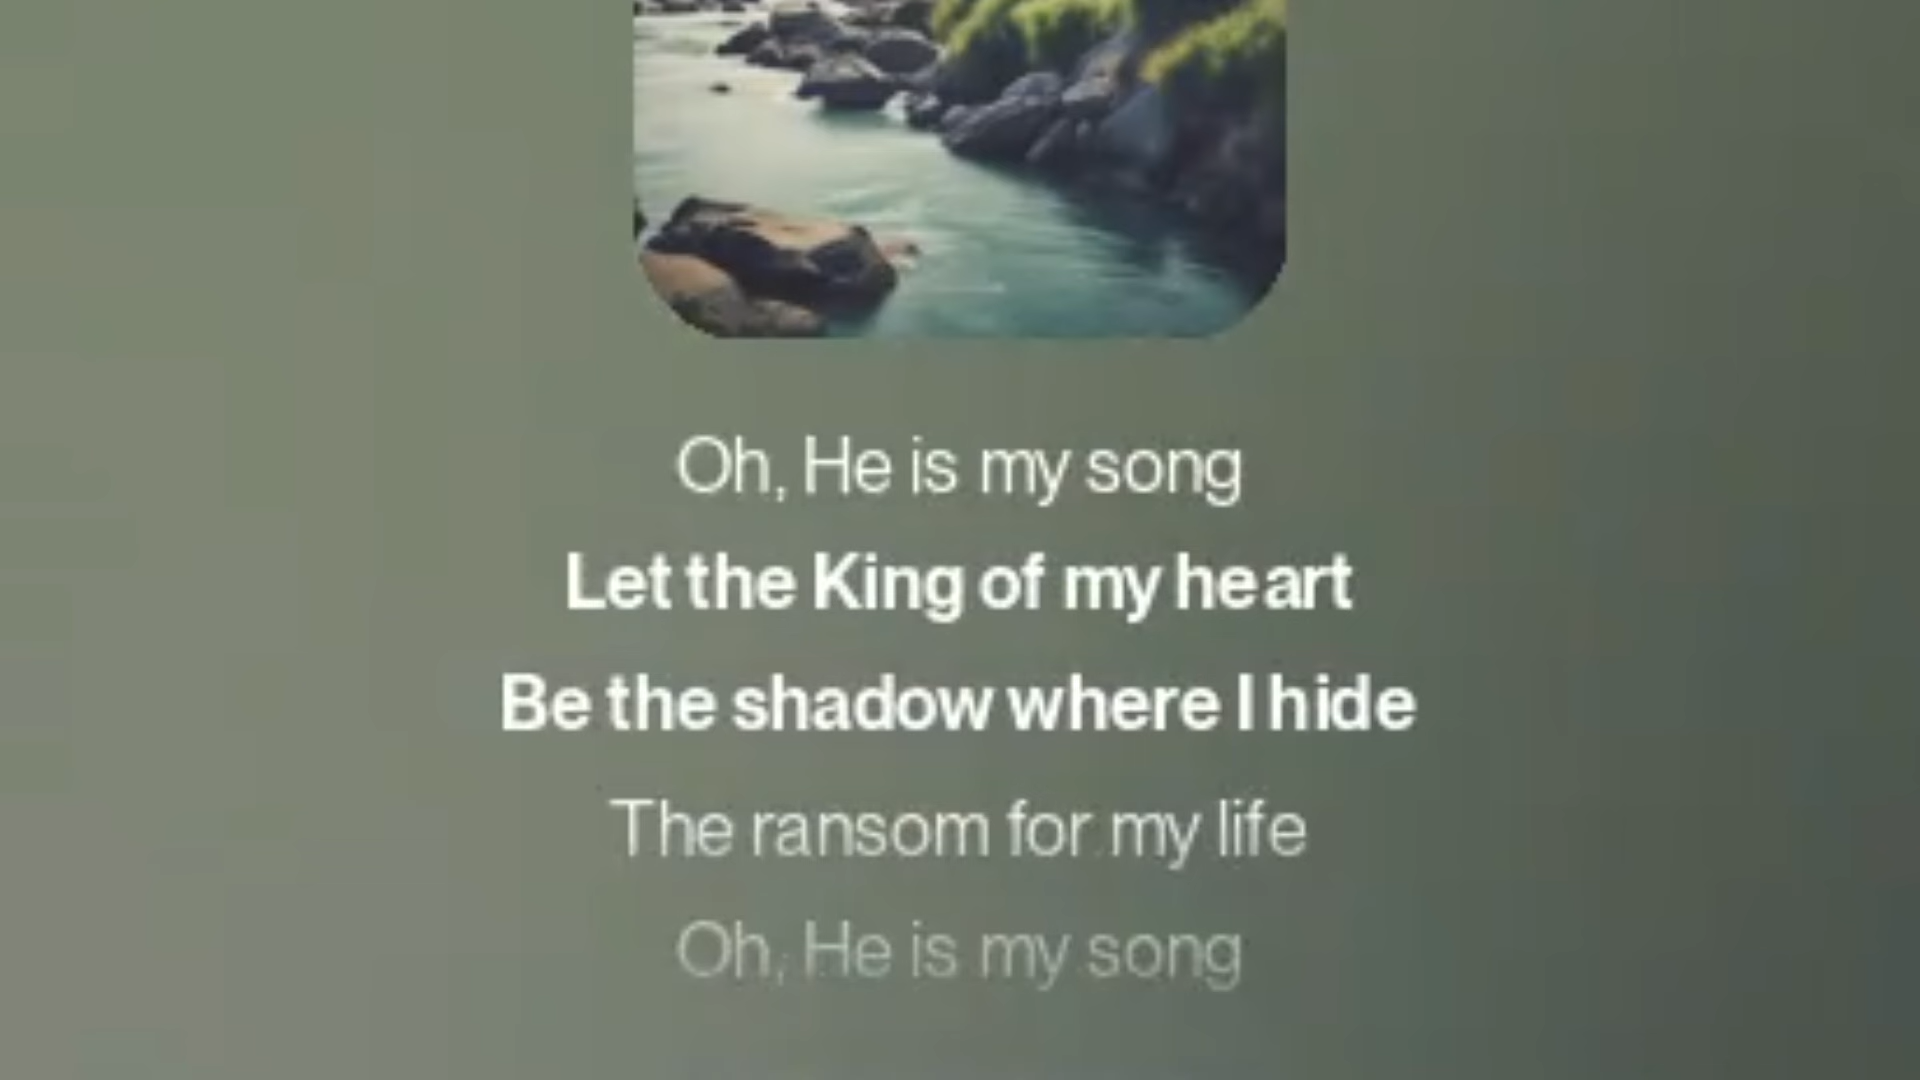 Oh, He is my song
Let the King of my heart
Be the shadow where I hide
The ransom for my life
Oh, He is my song